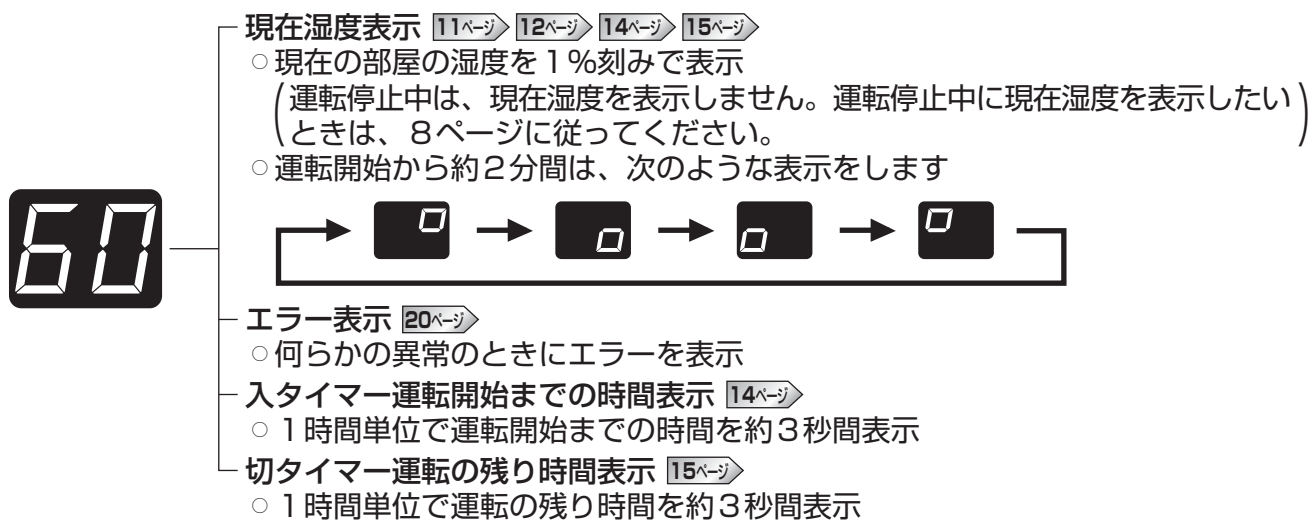 現在湿度表示 11ページ 12ページ 14ページ 15ページ
○現在の部屋の湿度を１％刻みで表示
(運転停止中は、現在湿度を表示しません。運転停止中に現在湿度を表示したい
ときは、８ページに従ってください。)
○運転開始から約２分間は、次のような表示をします
60
エラー表示 20ページ
○何らかの異常のときにエラーを表示
入タイマー運転開始までの時間表示 14ページ
○１時間単位で運転開始までの時間を約３秒間表示
切タイマー運転の残り時間表示 15ページ
○１時間単位で運転の残り時間を約３秒間表示